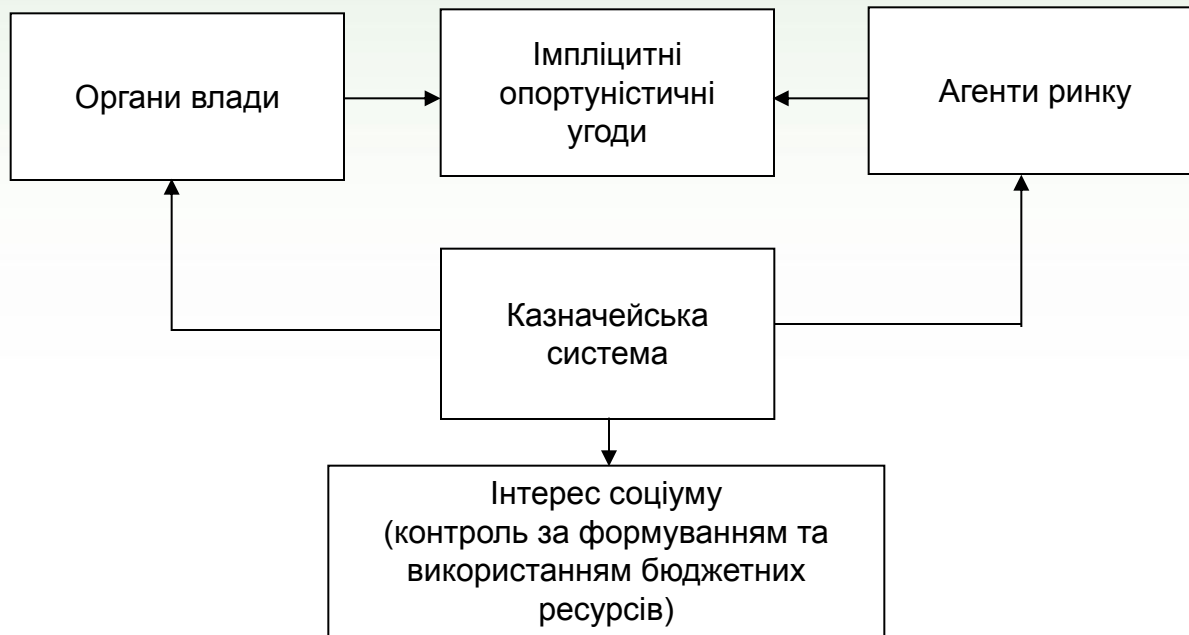 Органи влади
Імпліцитні
опортуністичні
угоди
Агенти ринку
Казначейська
система
Інтерес соціуму
(контроль за формуванням та
використанням бюджетних
ресурсів)